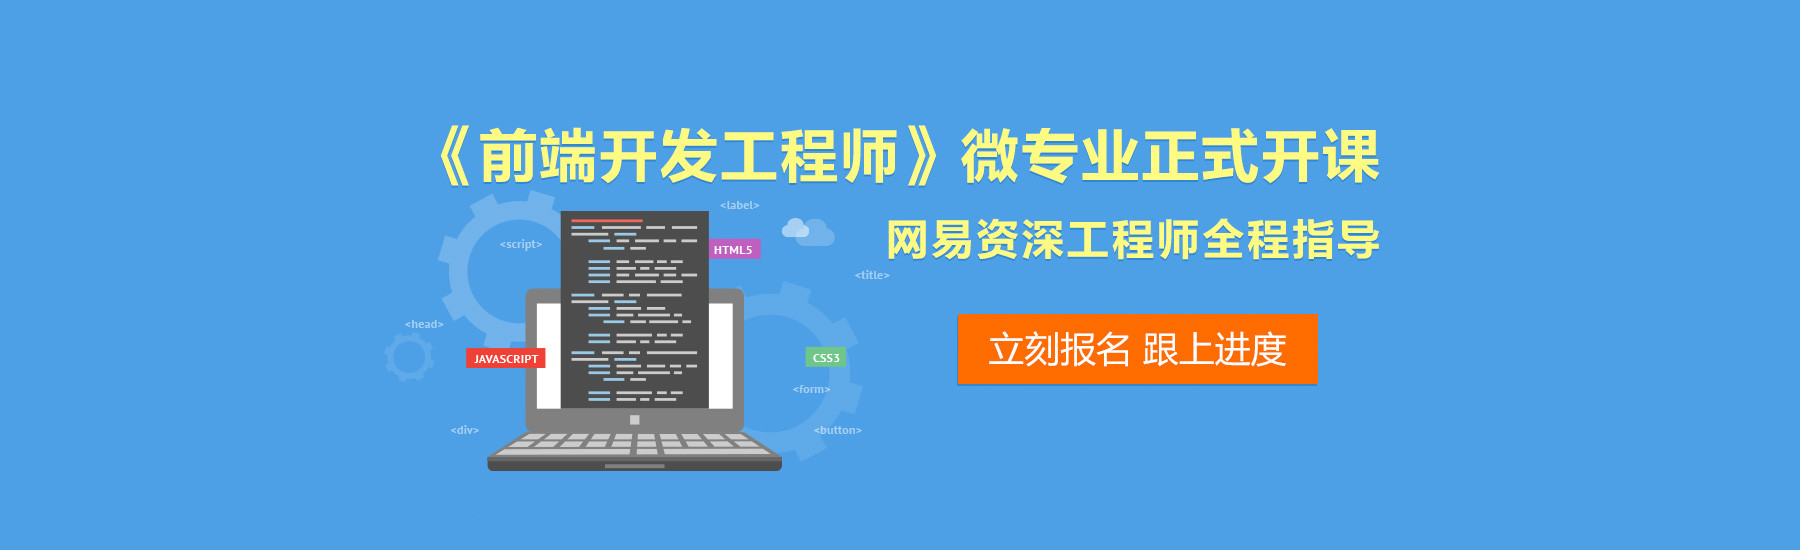 《前端开发工程师》微专业正式开课
<label>
网易资深工程师全程指导
<script>
HTML5
<title>
<head>
立刻报名 跟上进度
JAVASCRIPT
CSS3
<form>
<div>
<button>